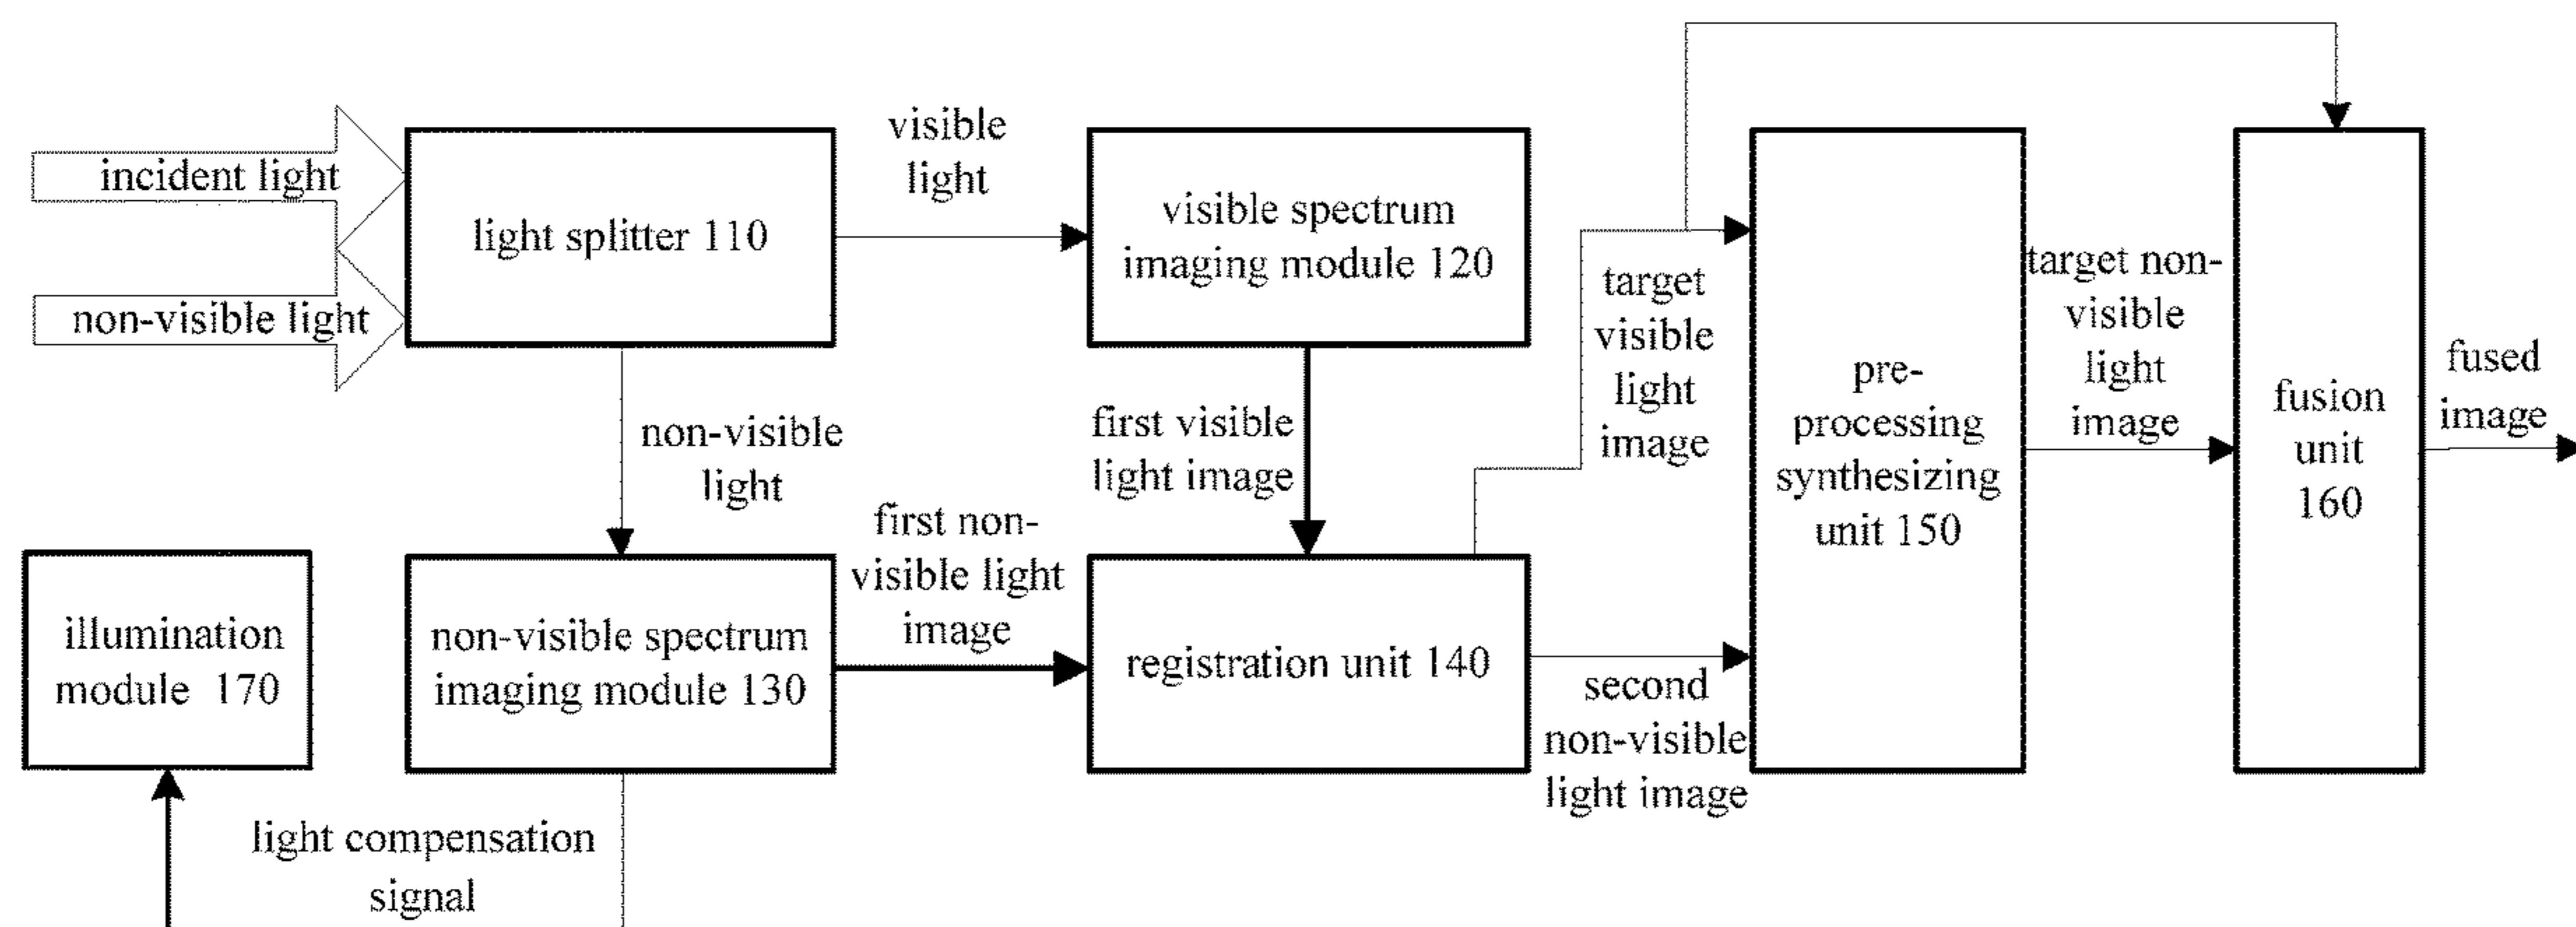 incident light
non-visible light
light splitter 110
visible
light
visible spectrum
imaging module 120
non-visible
light
first visible
light image
target
visible
light
image
pre-
processing
synthesizing
unit 150
target non-
visible
light
image
fusion
unit
160
fused
image
illumination
module 170
non-visible spectrum
imaging module 130
first non-
visible light
image
registration unit 140
second
non-visible
light image
light compensation
signal